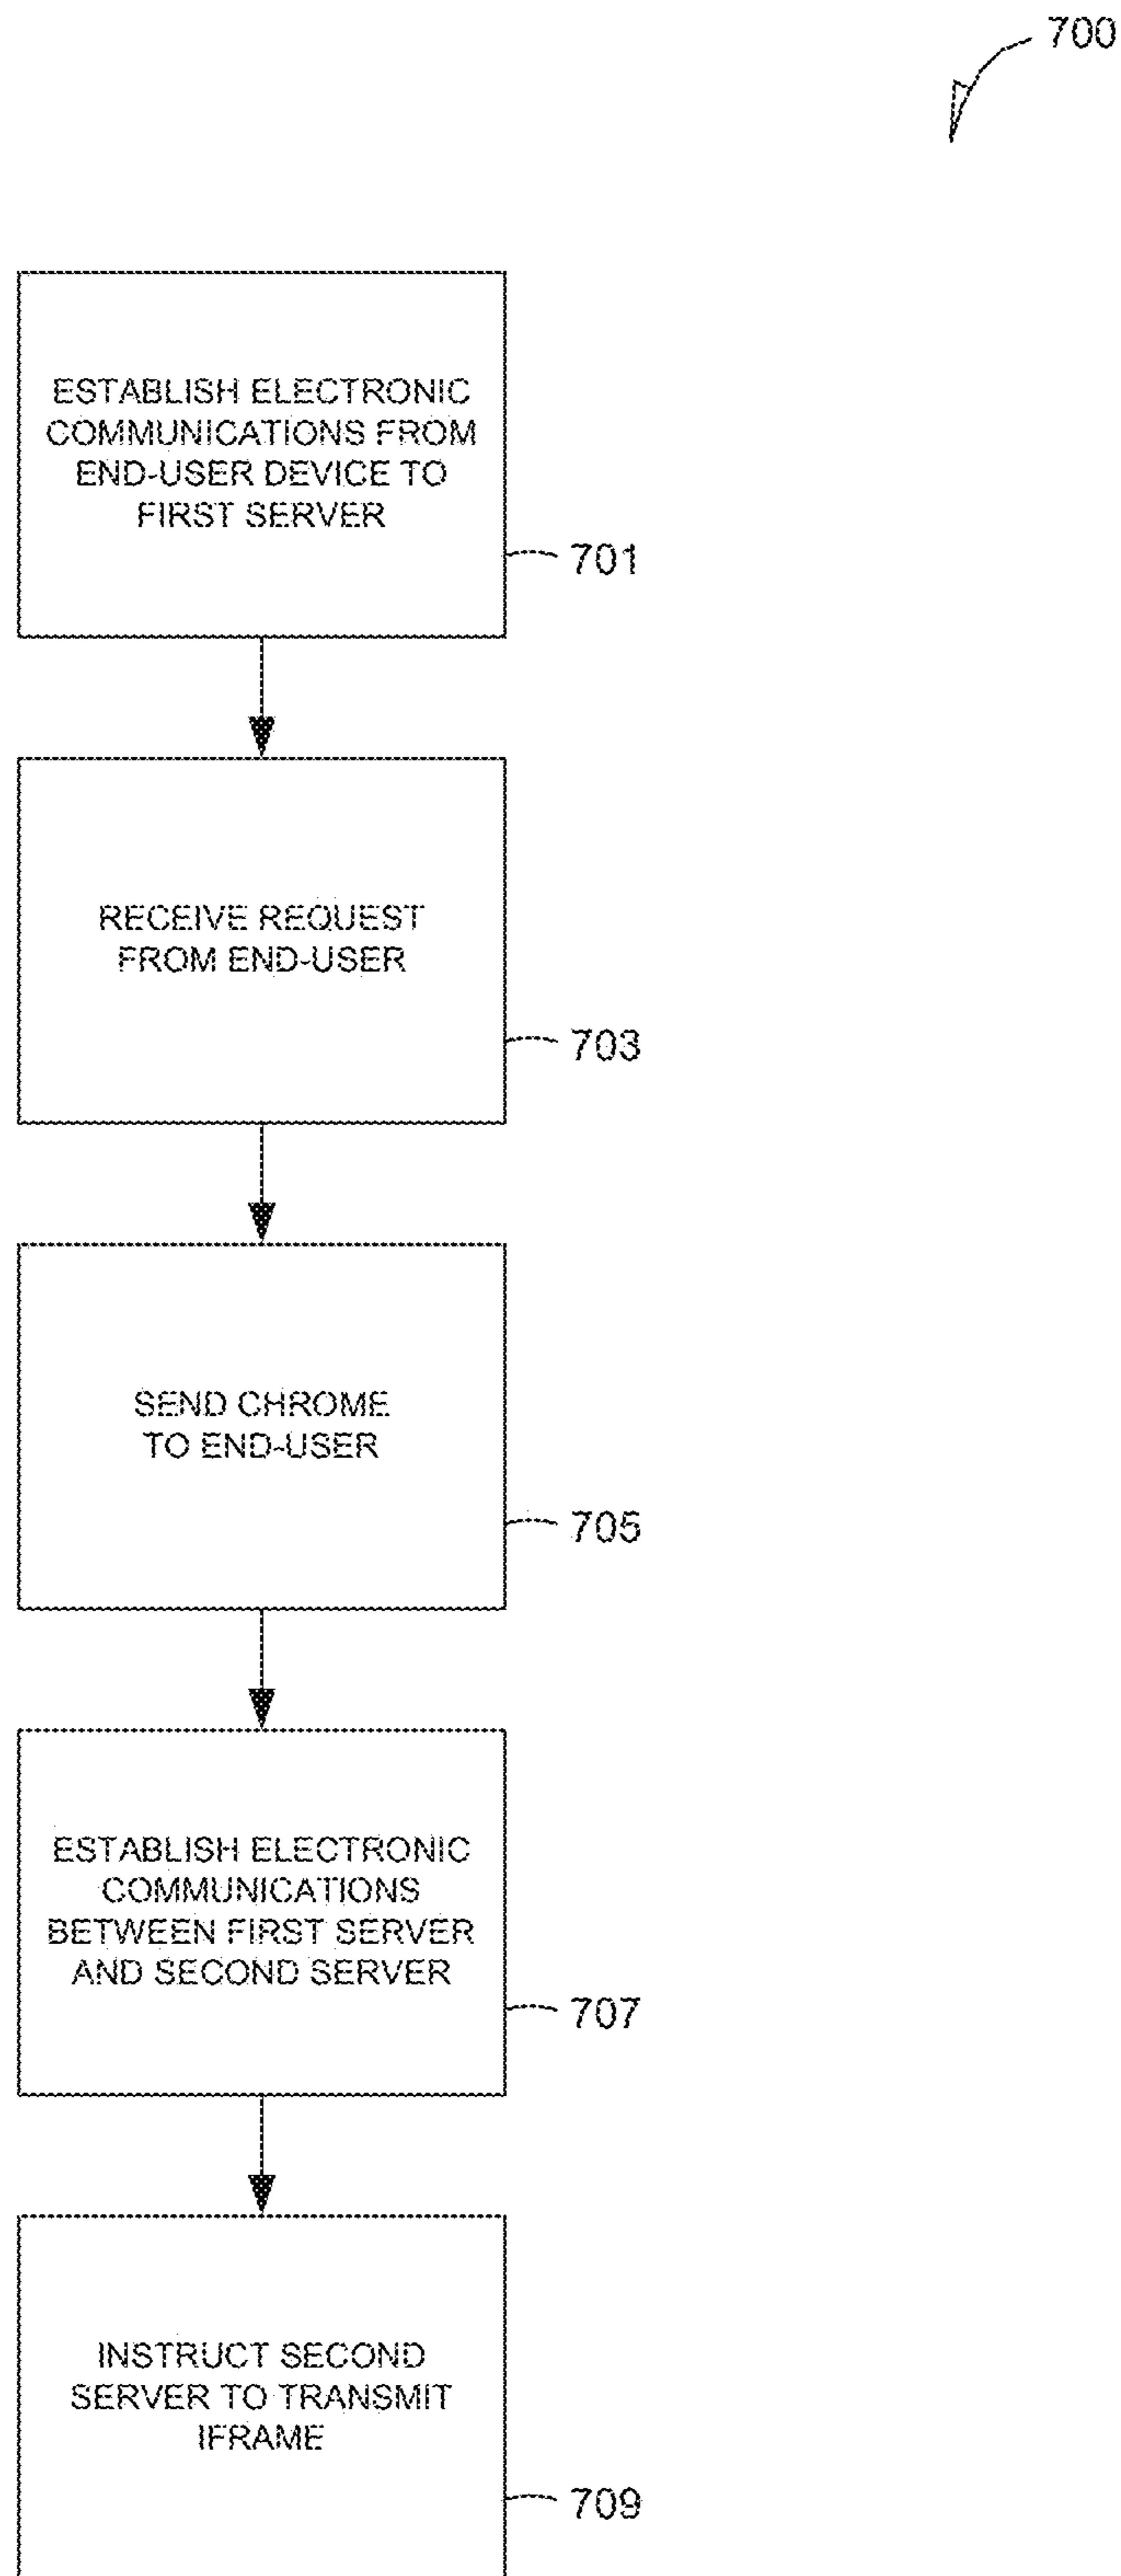 700
ESTABLISH ELECTRONIC
COMMUNICATIONS FROM
END-USER DEVICE TO
FIRST SERVER
701
RECEIVE REQUEST
FROM END-USER
703
SEND CHROME
TO END-USER
705
ESTABLISH ELECTRONIC
COMMUNICATIONS
BETWEEN FIRST SERVER
AND SECOND SERVER
707
INSTRUCT SECOND
SERVER TO TRANSMIT
IFRAME
709